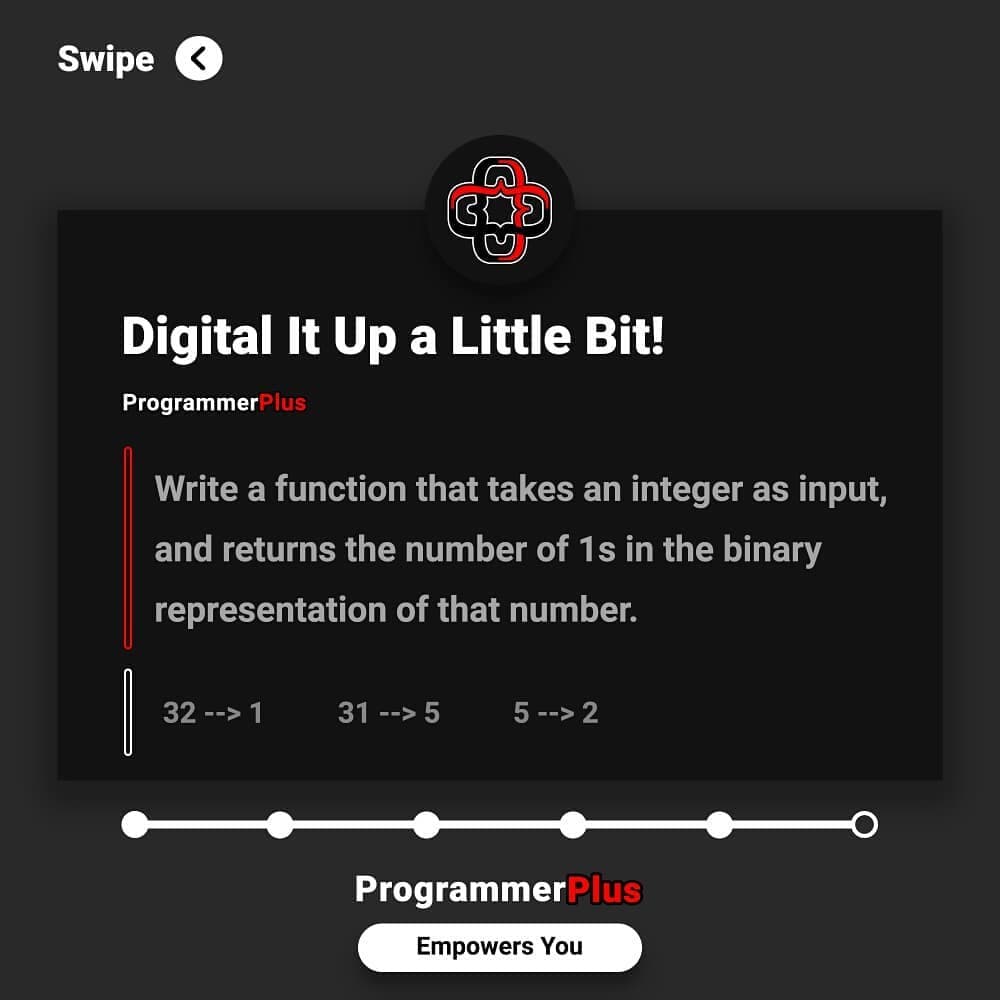 Swipe
Digital It Up a Little Bit!
ProgrammerPlus
Write a function that takes an integer as input,
and returns the number of 1s in the binary
representation of that number.
32 --> 1 31 --> 5 5 --> 2
ProgrammerPlus
Empowers You